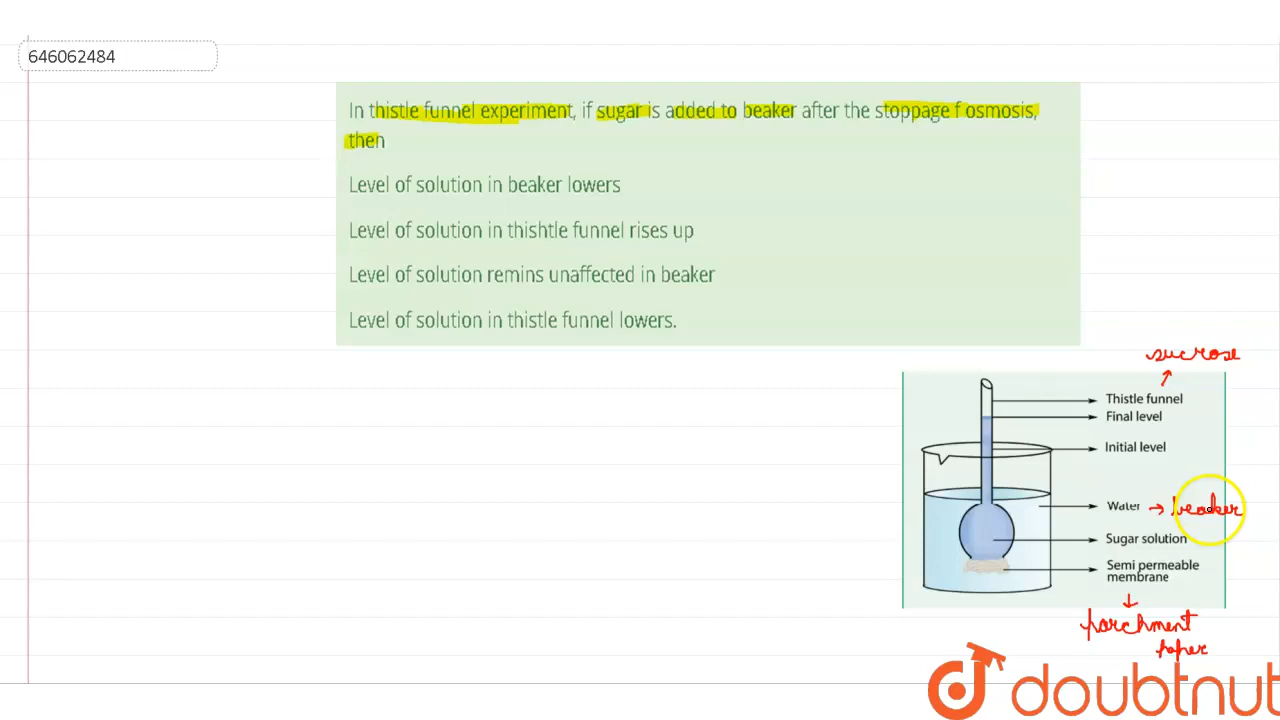 646062484
In thistle funnel experiment, if sugar is added to beaker after the stoppage f osmosis,
then
Level of solution in beaker lowers
Level of solution in thishtle funnel rises up
Level of solution remins unaffected in beaker
Level of solution in thistle funnel lowers.
sucrose
Thistle funnel
Final level
Initial level
Water → beaker
Sugar solution
Semi permeable
membrane
parchment
paper
doubtnut